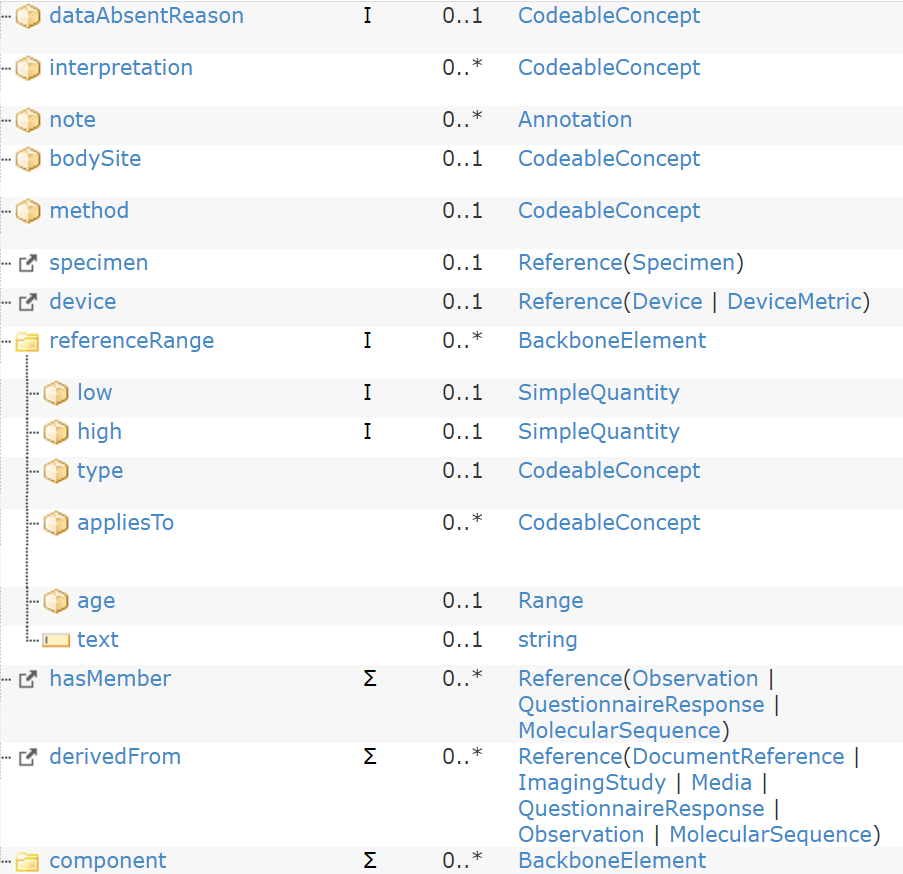 dataAbsentReason I 0..1 CodeableConcept
interpretation 0..* CodeableConcept
note 0..* Annotation
bodySite 0..1 CodeableConcept
method 0..1 CodeableConcept
specimen 0..1 Reference(Specimen)
device 0..1 Reference(Device | DeviceMetric)
referenceRange I 0..* BackboneElement
low I 0..1 SimpleQuantity
high I 0..1 SimpleQuantity
type 0..1 CodeableConcept
appliesTo 0..* CodeableConcept
age 0..1 Range
text 0..1 string
hasMember Σ 0..* Reference(Observation |
QuestionnaireResponse |
MolecularSequence)
derivedFrom Σ 0..* Reference(DocumentReference |
ImagingStudy | Media |
QuestionnaireResponse |
Observation | MolecularSequence)
component Σ 0..* BackboneElement